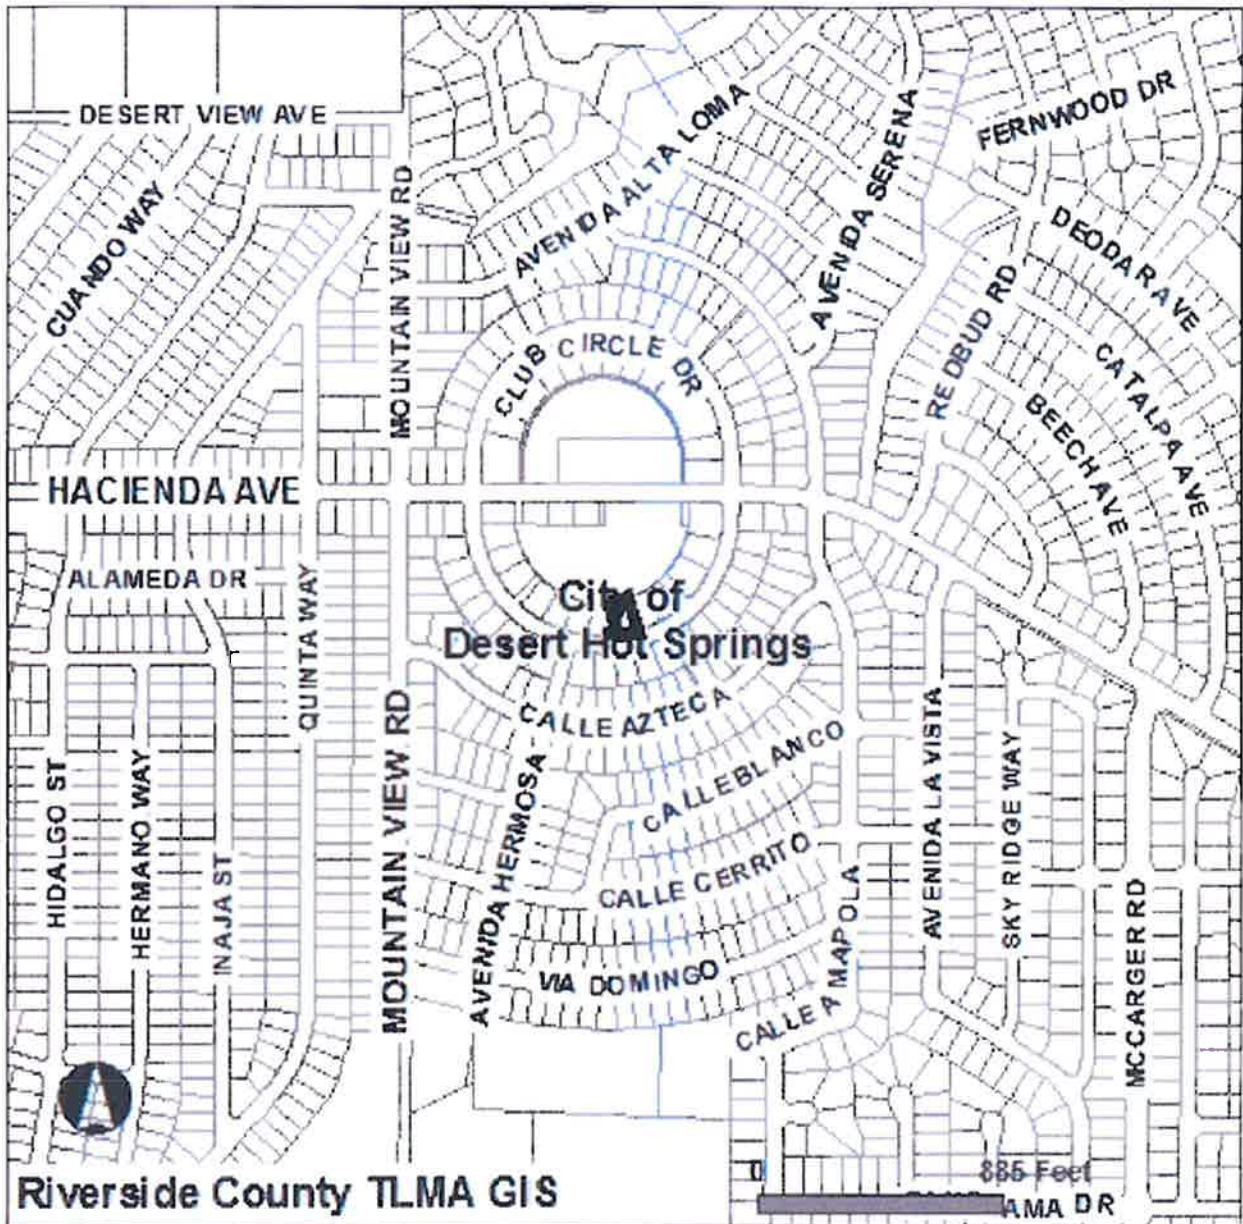 DESERT VIEW AVE
CUANDO WAY
MOUNTAIN VIEW RD
AVENIDA ALTA LOMA
AVENIDA SERENA
FERNWOOD DR
DEODAR AVE
REDBUD RD
CATALPA AVE
BEECH AVE
CLUB CIRCLE DR
HACIENDA AVE
ALAMEDA DR
QUINTA WAY
City of
Desert Hot Springs
CALLE AZTECA
CALLE BLANCO
CALLE CERRITO
VIA DOMINGO
CALLE AMAPOLA
AVENIDA HERMOSA
MOUNTAIN VIEW RD
HIDALGO ST
HERMANO WAY
INAJA ST
AVENIDA LA VISTA
SKY RIDGE WAY
MCCARGER RD
0 885 Feet
AMA DR
Riverside County TLMA GIS